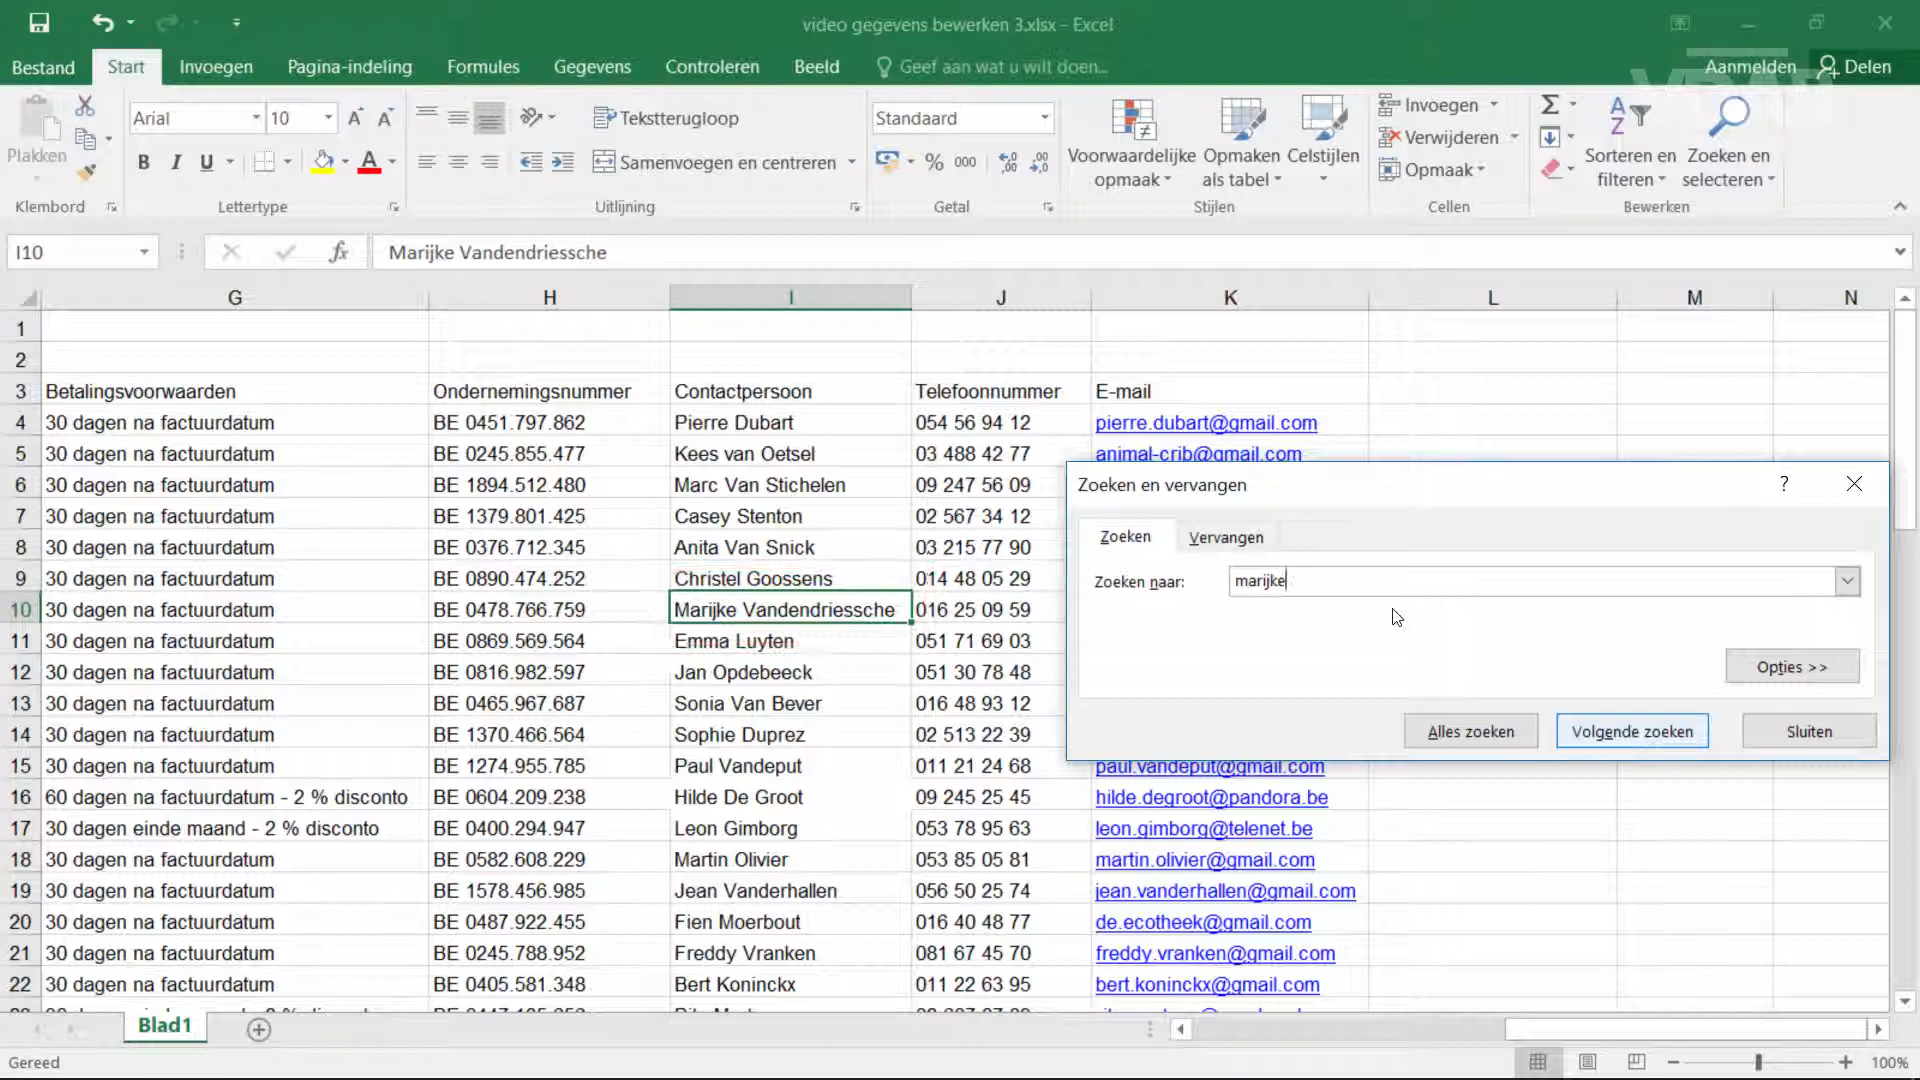 video gegevens bewerken 3.xlsx - Excel
Bestand Start Invoegen Pagina-indeling Formules Gegevens Controleren Beeld Geef aan wat u wilt doen... Aanmelden Delen
Plakken
Klembord
Arial 10
B I U A
Lettertype
Tekstterugloop
Samenvoegen en centreren
Uitlijning
Standaard
% 000
Getal
Voorwaardelijke opmaak
Opmaken als tabel
Celstijlen
Stijlen
Invoegen
Verwijderen
Opmaak
Cellen
Sorteren en filteren
Zoeken en selecteren
Bewerken
I10 fx Marijke Vandendriessche
G H I J K L M N
1
2
3 Betalingsvoorwaarden Ondernemingsnummer Contactpersoon Telefoonnummer E-mail
4 30 dagen na factuurdatum BE 0451.797.862 Pierre Dubart 054 56 94 12 pierre.dubart@gmail.com
5 30 dagen na factuurdatum BE 0245.855.477 Kees van Oetsel 03 488 42 77 animal-crib@gmail.com
6 30 dagen na factuurdatum BE 1894.512.480 Marc Van Stichelen 09 247 56 09
7 30 dagen na factuurdatum BE 1379.801.425 Casey Stenton 02 567 34 12
8 30 dagen na factuurdatum BE 0376.712.345 Anita Van Snick 03 215 77 90
9 30 dagen na factuurdatum BE 0890.474.252 Christel Goossens 014 48 05 29
10 30 dagen na factuurdatum BE 0478.766.759 Marijke Vandendriessche 016 25 09 59
11 30 dagen na factuurdatum BE 0869.569.564 Emma Luyten 051 71 69 03
12 30 dagen na factuurdatum BE 0816.982.597 Jan Opdebeeck 051 30 78 48
13 30 dagen na factuurdatum BE 0465.967.687 Sonia Van Bever 016 48 93 12
14 30 dagen na factuurdatum BE 1370.466.564 Sophie Duprez 02 513 22 39
15 30 dagen na factuurdatum BE 1274.955.785 Paul Vandeput 011 21 24 68 paul.vandeput@gmail.com
16 60 dagen na factuurdatum - 2 % disconto BE 0604.209.238 Hilde De Groot 09 245 25 45 hilde.degroot@pandora.be
17 30 dagen einde maand - 2 % disconto BE 0400.294.947 Leon Gimborg 053 78 95 63 leon.gimborg@telenet.be
18 30 dagen na factuurdatum BE 0582.608.229 Martin Olivier 053 85 05 81 martin.olivier@gmail.com
19 30 dagen na factuurdatum BE 1578.456.985 Jean Vanderhallen 056 50 25 74 jean.vanderhallen@gmail.com
20 30 dagen na factuurdatum BE 0487.922.455 Fien Moerbout 016 40 48 77 de.ecotheek@gmail.com
21 30 dagen na factuurdatum BE 0245.788.952 Freddy Vranken 081 67 45 70 freddy.vranken@gmail.com
22 30 dagen na factuurdatum BE 0405.581.348 Bert Koninckx 011 22 63 95 bert.koninckx@gmail.com
Zoeken en vervangen ?
Zoeken Vervangen
Zoeken naar: marijke
Opties >>
Alles zoeken Volgende zoeken Sluiten
Blad1
Gereed
100%